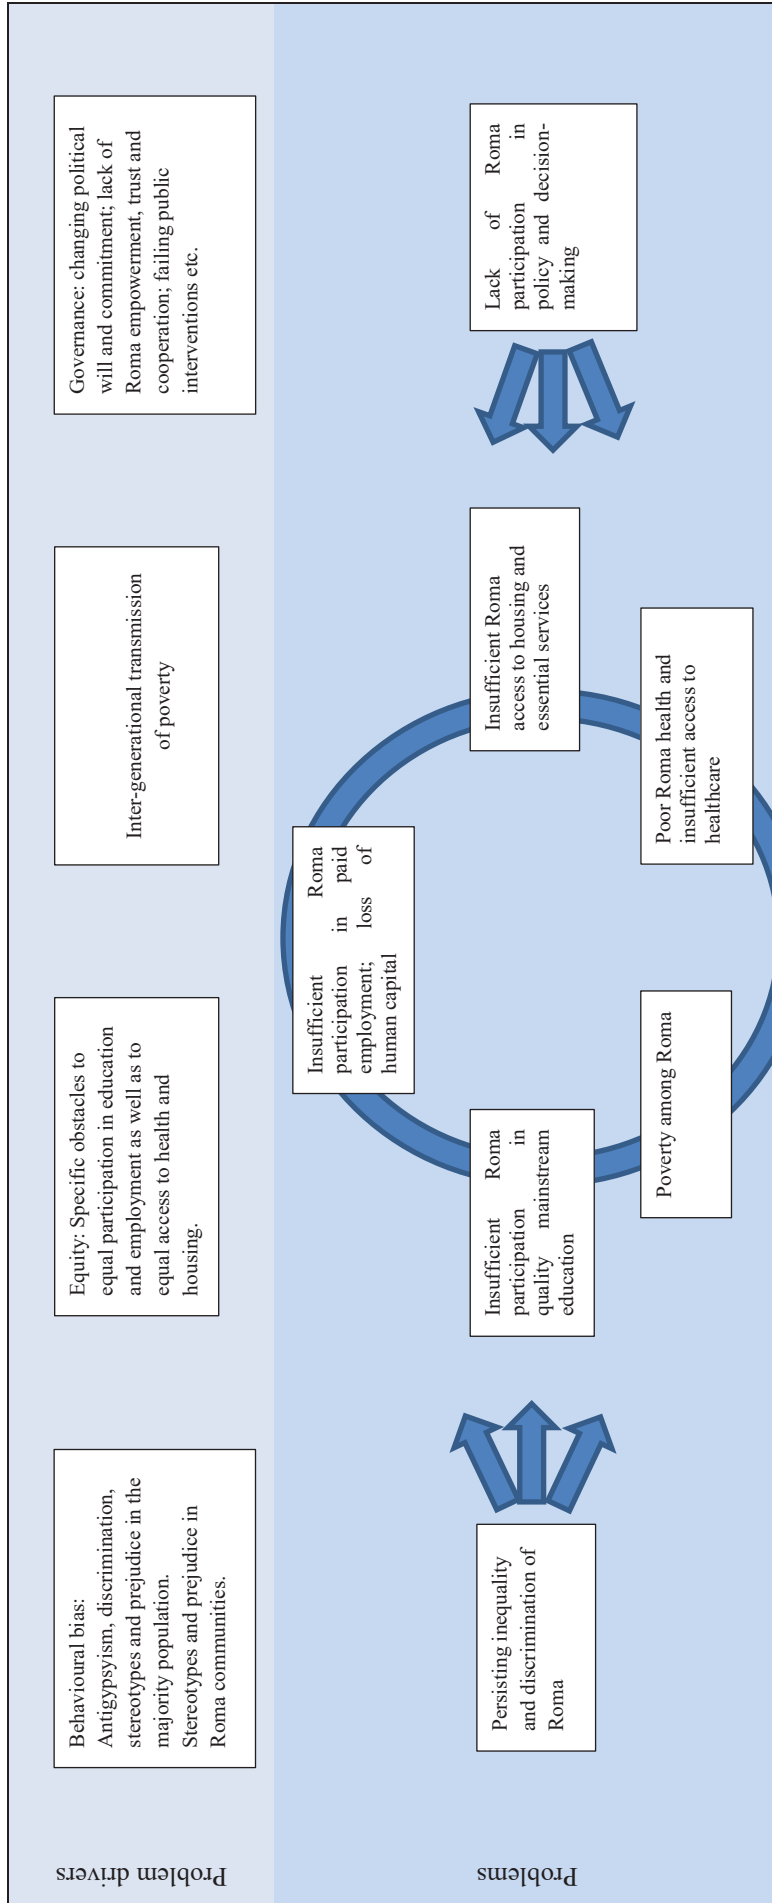 Problem drivers
Behavioural bias:
Antigypsyism, discrimination,
stereotypes and prejudice in the
majority population.
Stereotypes and prejudice in
Roma communities.
Equity: Specific obstacles to
equal participation in education
and employment as well as to
equal access to health and
housing.
Inter-generational transmission
of poverty
Governance: changing political
will and commitment; lack of
Roma empowerment, trust and
cooperation; failing public
interventions etc.
Problems
Persisting inequality
and discrimination of
Roma
Insufficient Roma
participation in
quality mainstream
education
Insufficient Roma
participation in paid
employment; loss of
human capital
Insufficient Roma
access to housing and
essential services
Poverty among Roma
Poor Roma health and
insufficient access to
healthcare
Lack of Roma
participation in
policy and decision-
making